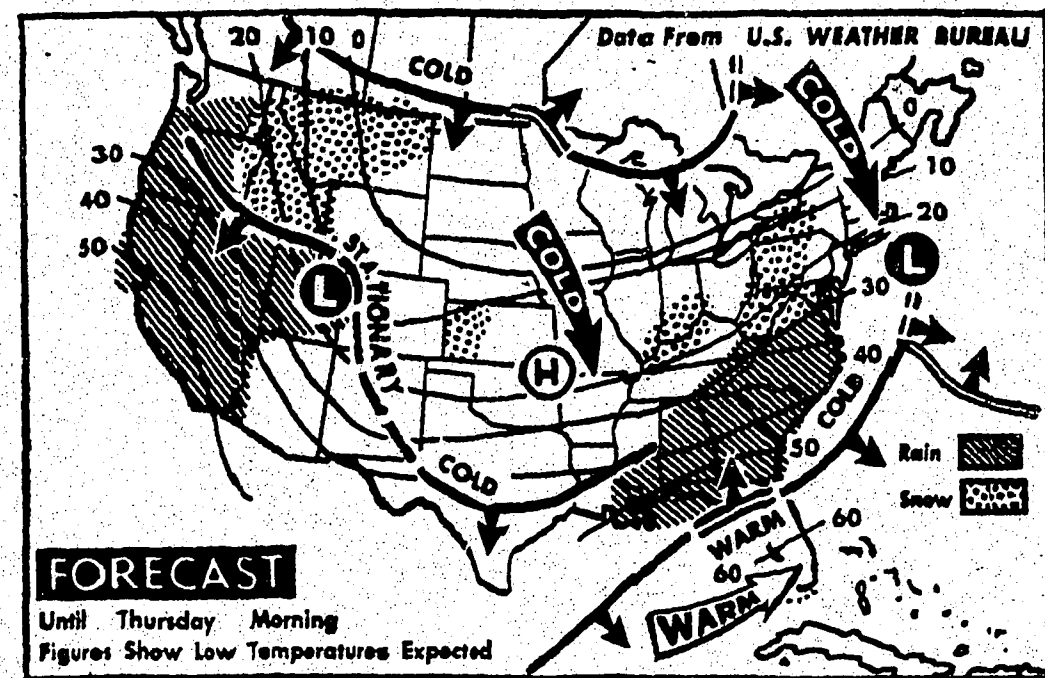 20 10 0
Data From U.S. WEATHER BUREAU
COLD
COLD
0
30
10
40
20
50
COLD
STATIONARY
L
L
30
H
40
COLD
50
COLD
Rain
Snow
WARM
60
60
WARM
FORECAST
Until Thursday Morning
Figures Show Low Temperatures Expected